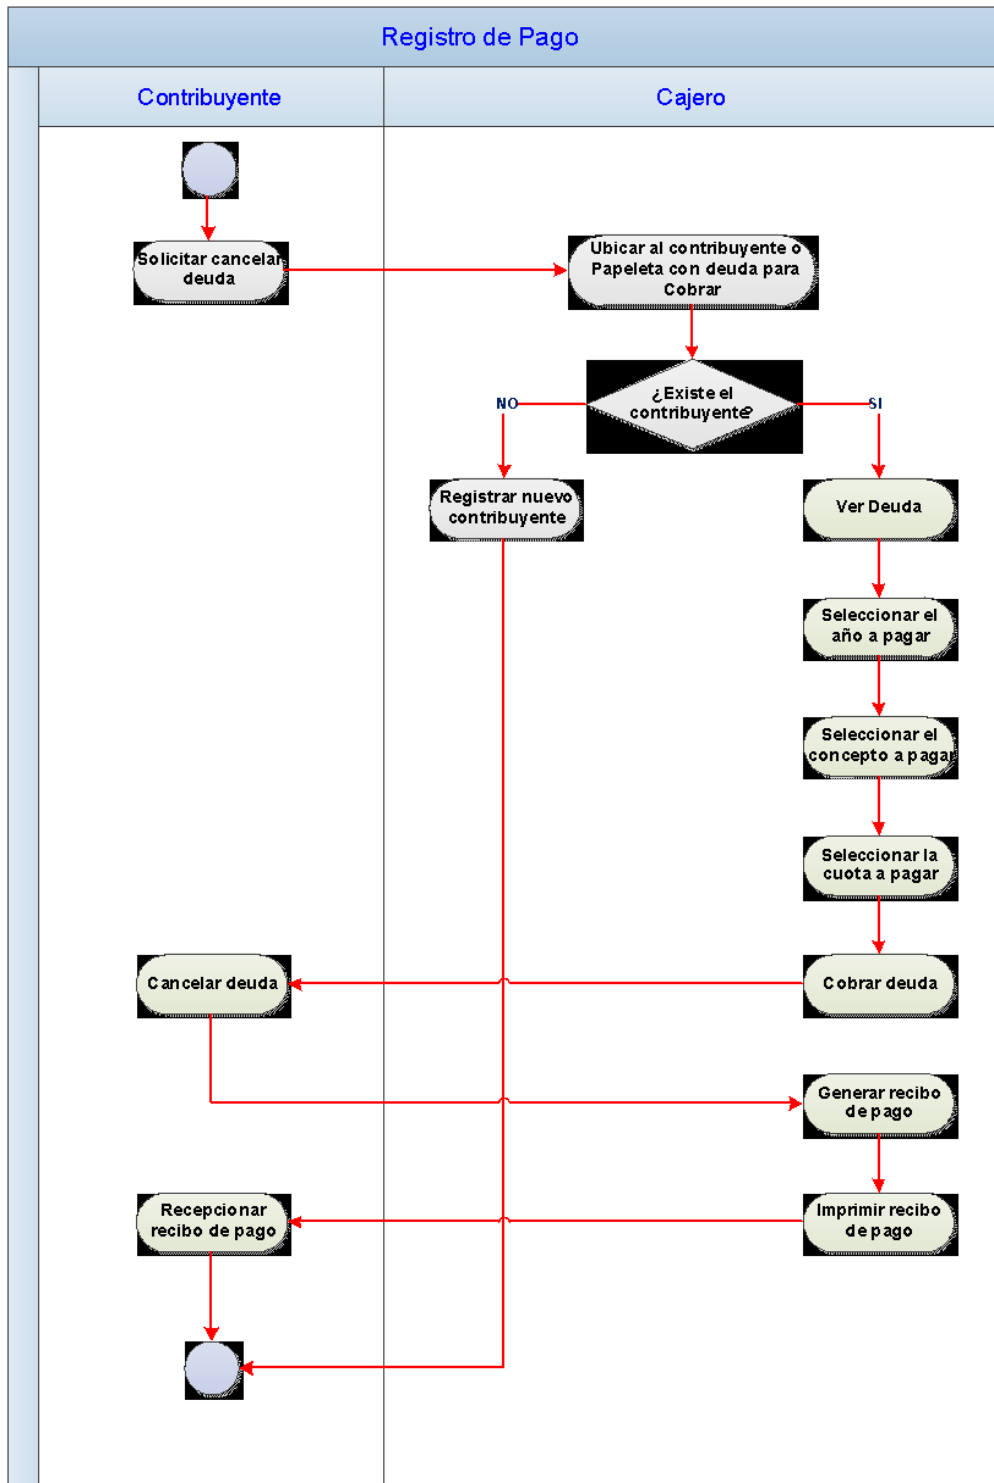 Registro de Pago
Contribuyente
Cajero
Solicitar cancelar
deuda
Ubicar al contribuyente o
Papeleta con deuda para
Cobrar
¿Existe el
contribuyente?
NO
SI
Registrar nuevo
contribuyente
Ver Deuda
Seleccionar el
año a pagar
Seleccionar el
concepto a pagar
Seleccionar la
cuota a pagar
Cancelar deuda
Cobrar deuda
Generar recibo
de pago
Recepcionar
recibo de pago
Imprimir recibo
de pago